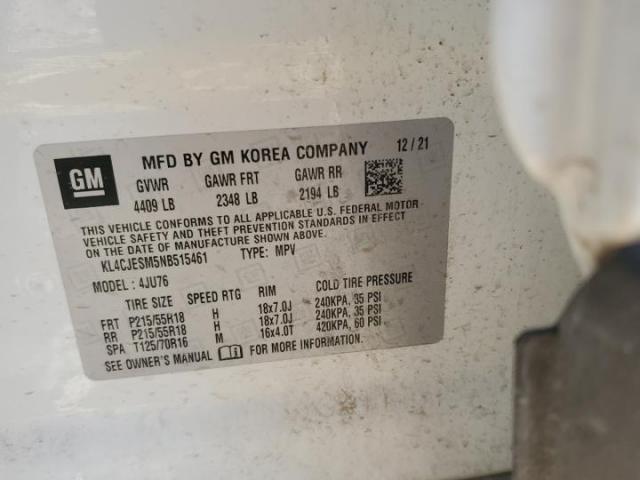 GM
MFD BY GM KOREA COMPANY 12 / 21
GVWR GAWR FRT GAWR RR
4409 LB 2348 LB 2194 LB
THIS VEHICLE CONFORMS TO ALL APPLICABLE U.S. FEDERAL MOTOR
VEHICLE SAFETY AND THEFT PREVENTION STANDARDS IN EFFECT
ON THE DATE OF MANUFACTURE SHOWN ABOVE.
KL4CJESM5NB515461 TYPE: MPV
MODEL : 4JU76
TIRE SIZE SPEED RTG RIM COLD TIRE PRESSURE
FRT P215/55R18 H 18x7.0J 240KPA, 35 PSI
RR P215/55R18 H 18x7.0J 240KPA, 35 PSI
SPA T125/70R16 M 16x4.0T 420KPA, 60 PSI
SEE OWNER'S MANUAL FOR MORE INFORMATION.